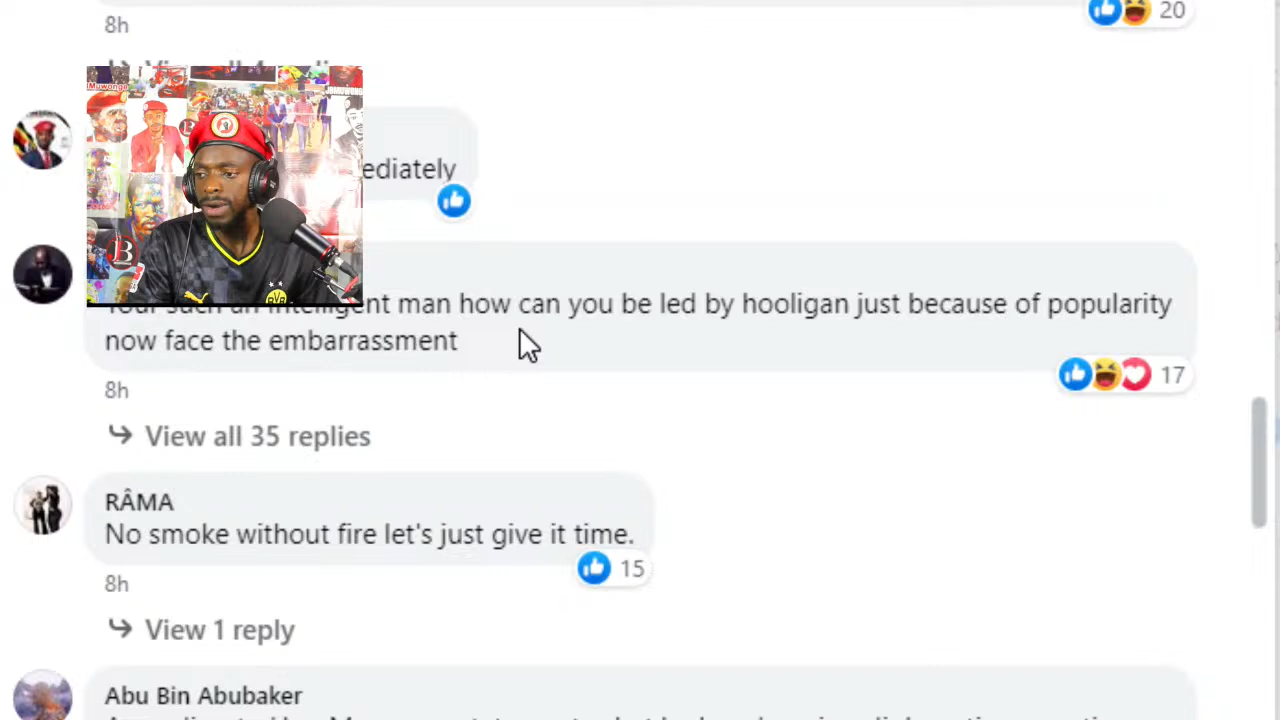 20
8h
ediately
intelligent man how can you be led by hooligan just because of popularity
now face the embarrassment
17
8h
View all 35 replies
RÂMA
No smoke without fire let's just give it time.
15
8h
View 1 reply
Abu Bin Abubaker